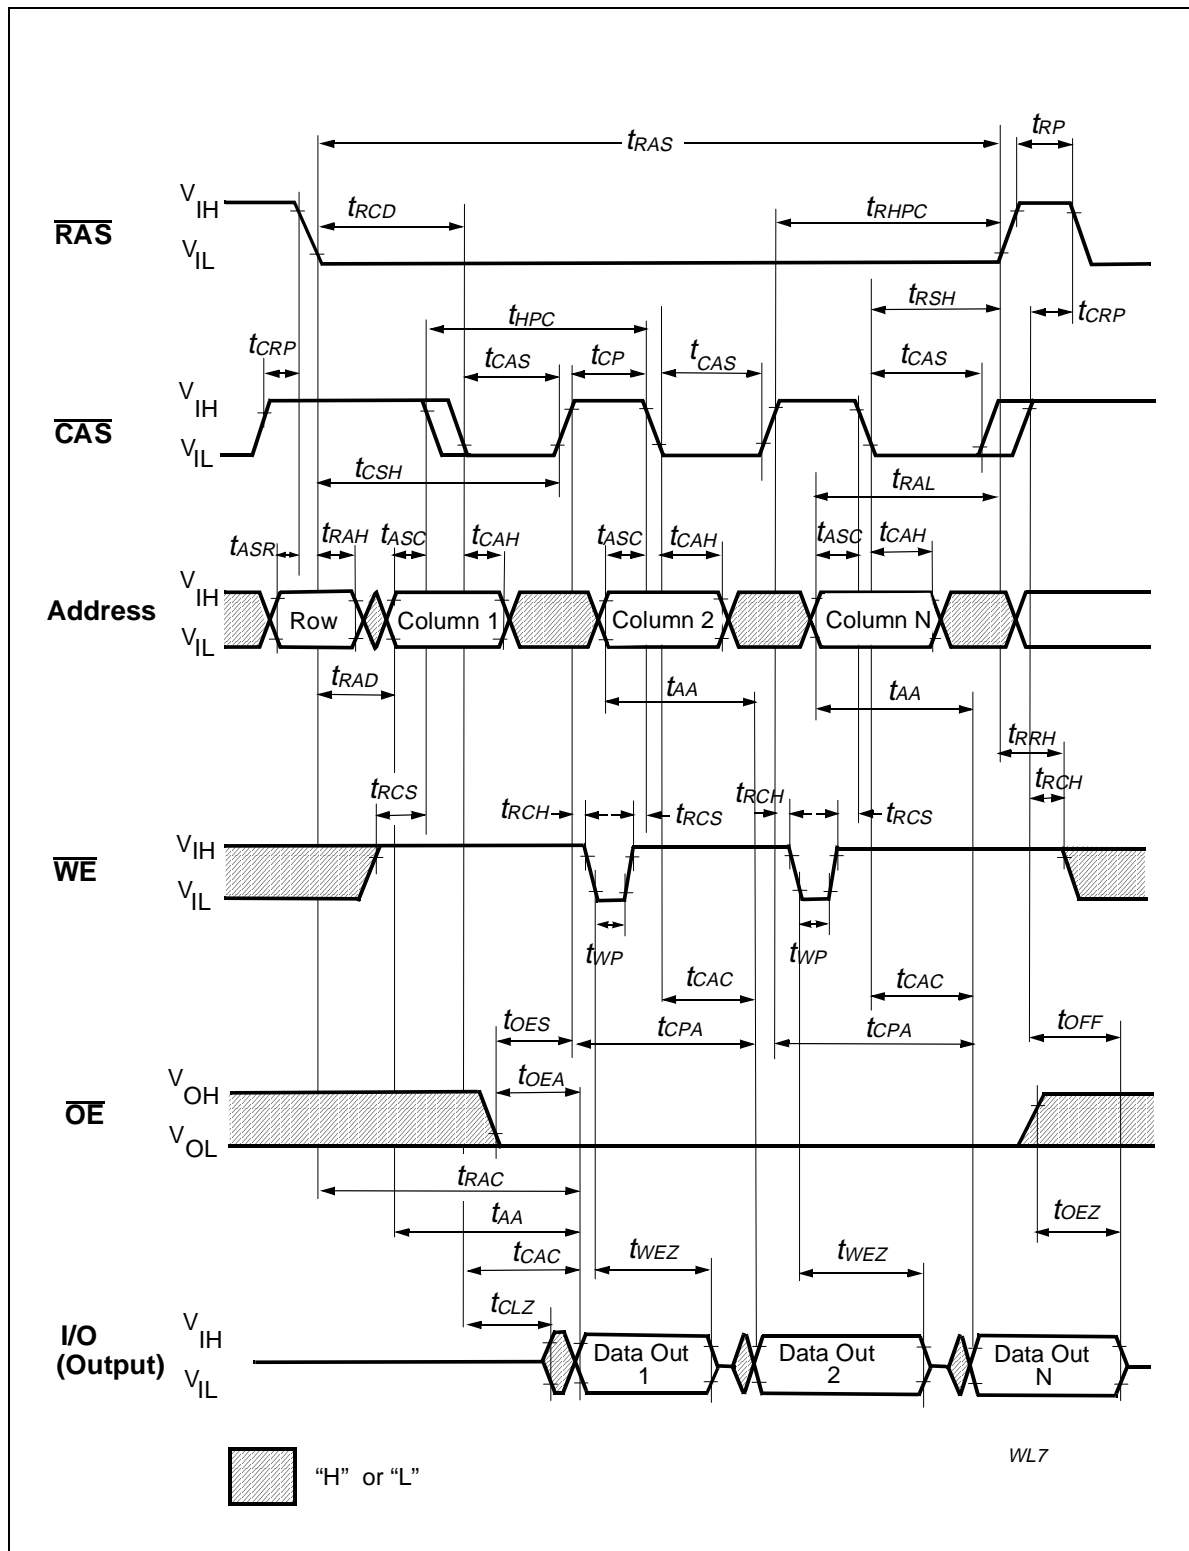 tRP
tRAS
VIH
RAS
VIL
tRCD
tRHPC
tRSH
tCRP
tHPC
tCRP
tCAS
tCP
tCAS
tCAS
VIH
CAS
VIL
tCSH
tRAL
tASR
tRAH
tASC
tCAH
tASC
tCAH
tASC
tCAH
VIH
Address
VIL
Row
Column 1
Column 2
Column N
tRAD
tAA
tAA
tRRH
tRCS
tRCH
tRCS
tRCH
tRCS
tRCH
VIH
WE
VIL
tWP
tWP
tCAC
tCAC
tOES
tCPA
tCPA
tOFF
tOEA
VOH
OE
VOL
tRAC
tAA
tOEZ
tCAC
tWEZ
tWEZ
tCLZ
VIH
I/O
(Output)
VIL
Data Out
1
Data Out
2
Data Out
N
“H” or “L”
WL7